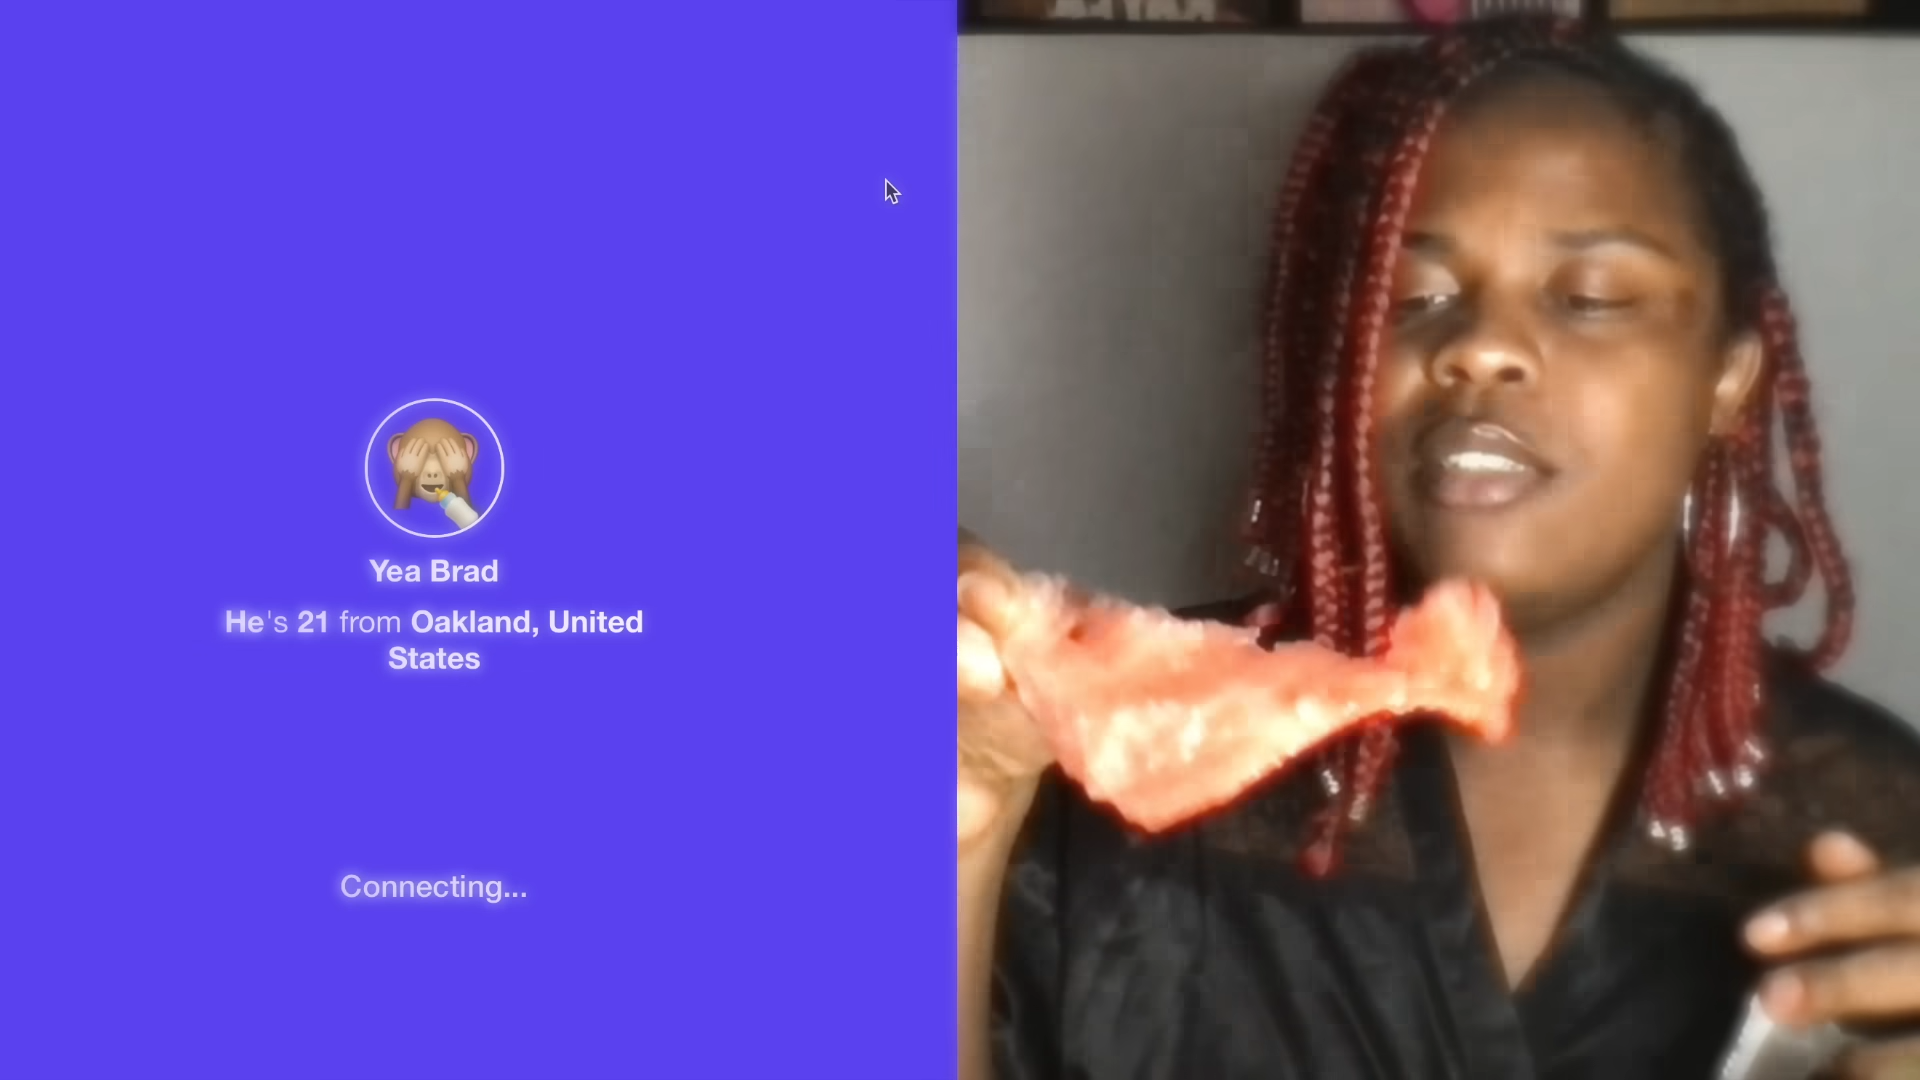 Yea Brad
He's 21 from Oakland, United
States
Connecting...